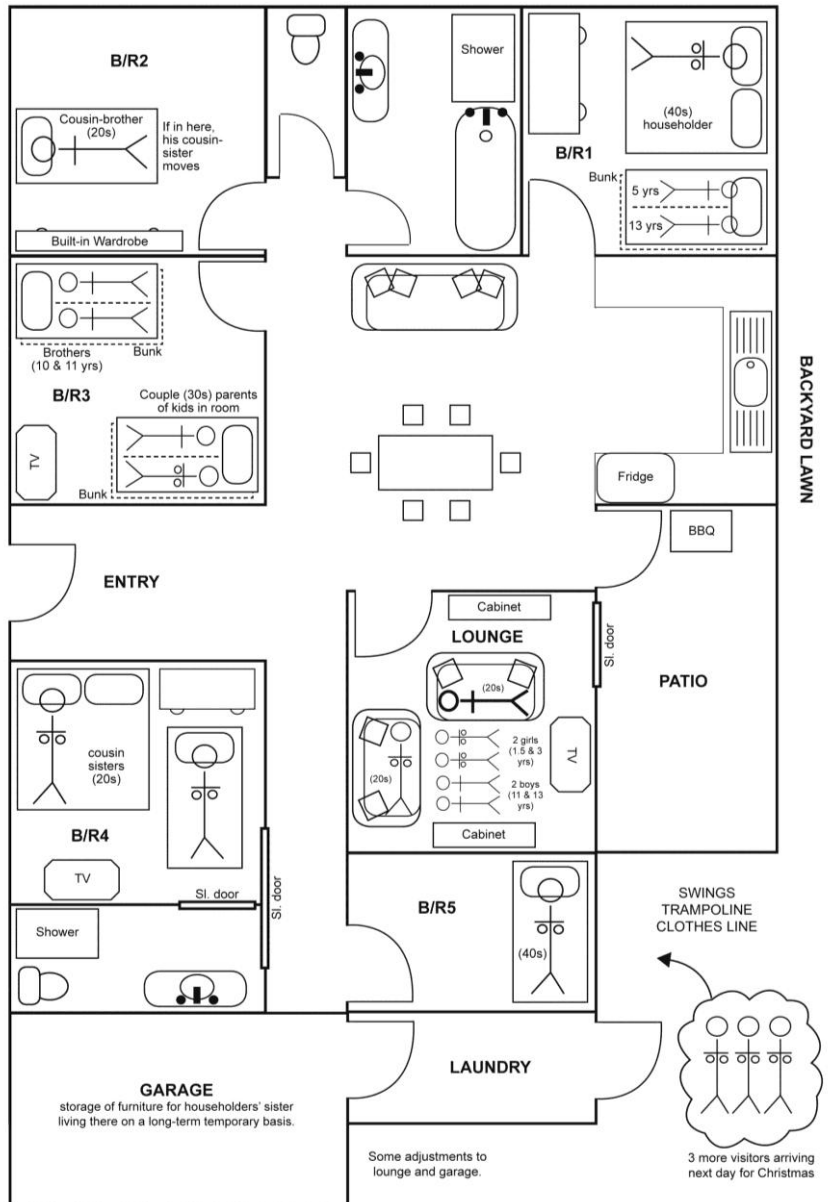 B/R2
Cousin-brother
(20s)
If in here,
his cousin-
sister
moves
Built-in Wardrobe
Shower
(40s)
householder
B/R1
Bunk
5 yrs
13 yrs
Brothers
(10 & 11 yrs)
Bunk
B/R3
Couple (30s) parents
of kids in room
TV
Bunk
Fridge
BACKYARD LAWN
BBQ
ENTRY
Cabinet
LOUNGE
Sl. door
PATIO
(20s)
(20s)
2 girls
(1.5 & 3
yrs)
2 boys
(11 & 13
yrs)
TV
Cabinet
cousin
sisters
(20s)
B/R4
TV
Sl. door
Sl. door
Shower
B/R5
(40s)
SWINGS
TRAMPOLINE
CLOTHES LINE
LAUNDRY
GARAGE
storage of furniture for householders' sister
living there on a long-term temporary basis.
Some adjustments to
lounge and garage.
3 more visitors arriving
next day for Christmas